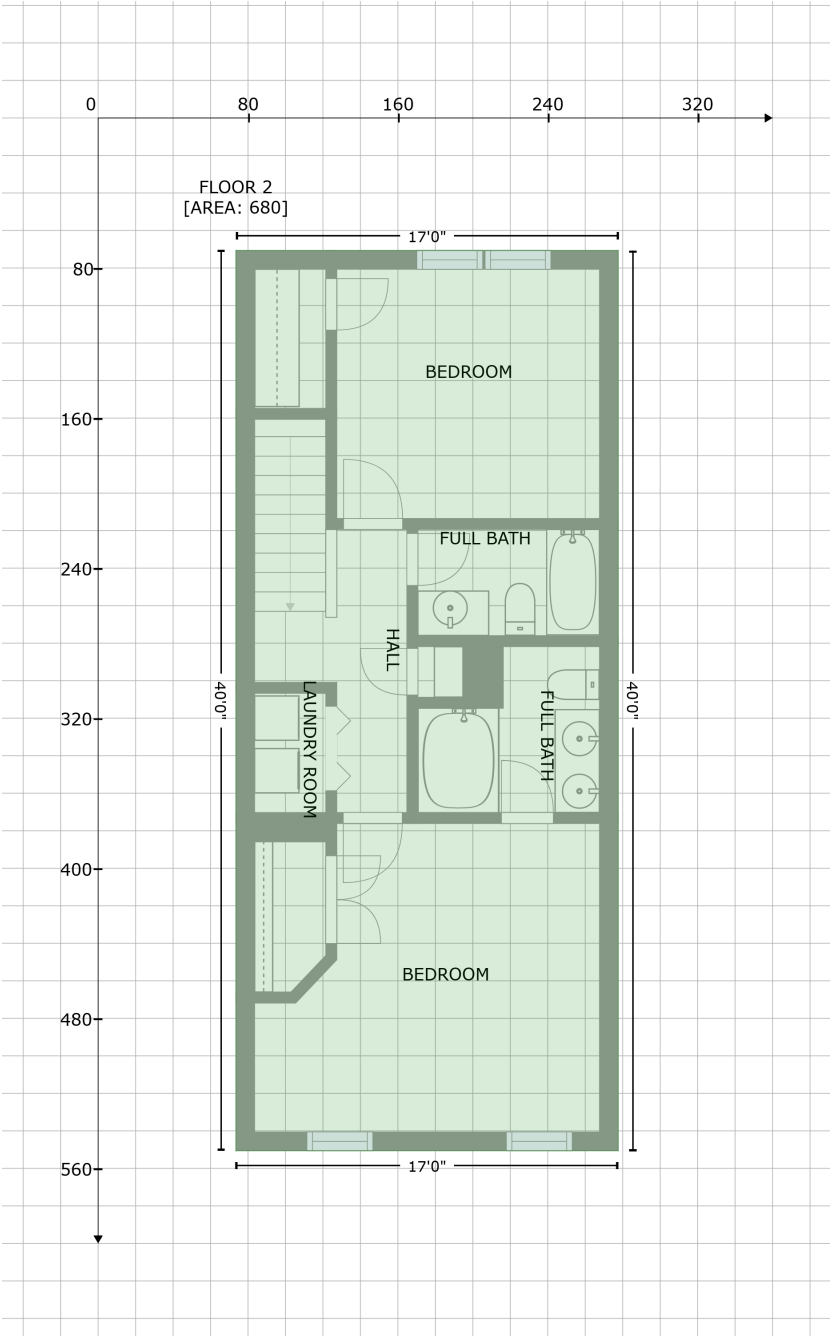 0
80
160
240
320
FLOOR 2
[AREA: 680]
17'0"
80
BEDROOM
160
FULL BATH
240
HALL
40'0"
LAUNDRY ROOM
FULL BATH
40'0"
320
400
BEDROOM
480
17'0"
560